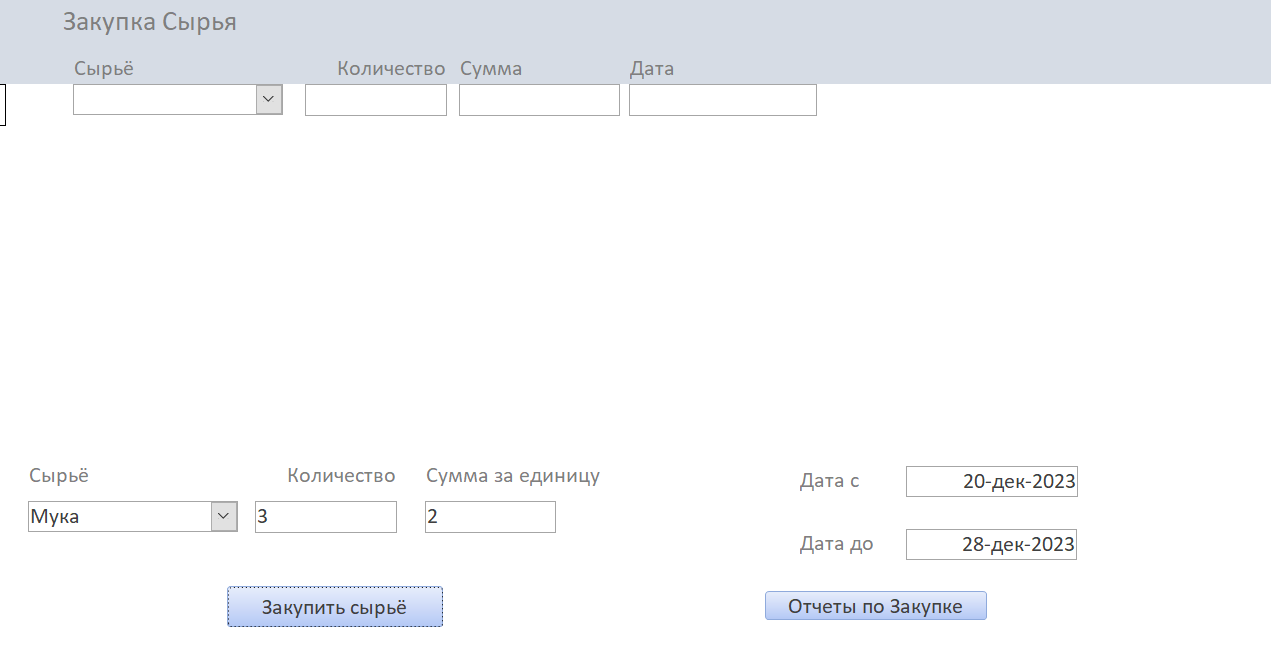 Закупка Сырья
Сырьё Количество Сумма Дата
Сырьё Количество Сумма за единицу
Мука 3 2
Закупить сырьё
Дата с 20-дек-2023
Дата до 28-дек-2023
Отчеты по Закупке